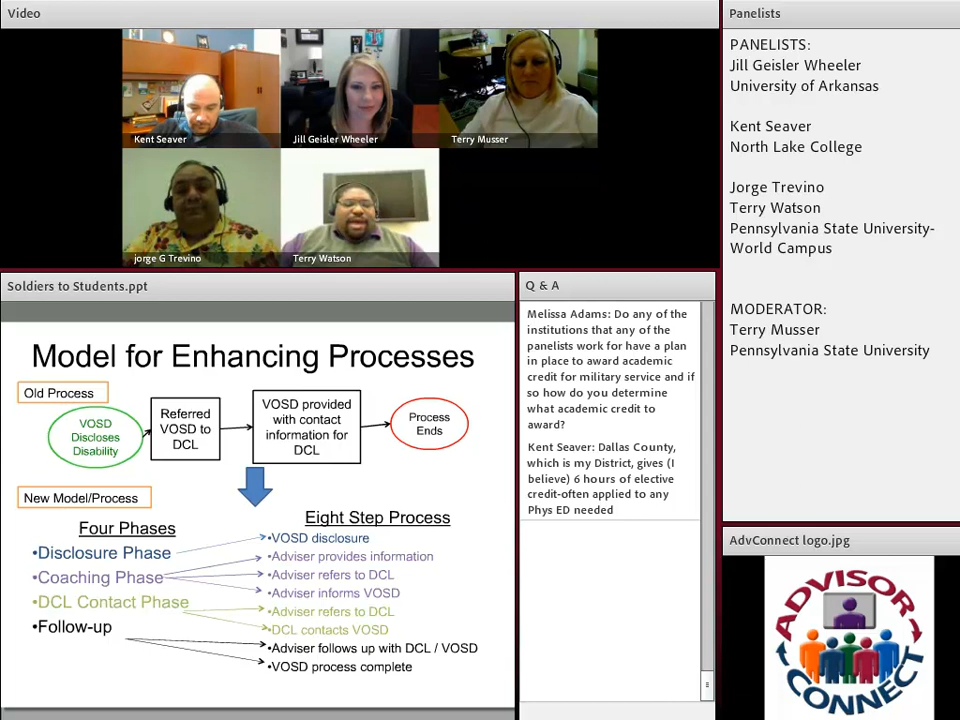 Video
Kent Seaver
Jill Geisler Wheeler
Terry Musser
jorge G Trevino
Terry Watson
Soldiers to Students.ppt
Model for Enhancing Processes
Old Process
VOSD
Discloses
Disability
Referred
VOSD to
DCL
VOSD provided
with contact
information for
DCL
Process
Ends
New Model/Process
Four Phases
•Disclosure Phase
•Coaching Phase
•DCL Contact Phase
•Follow-up
Eight Step Process
•VOSD disclosure
•Adviser provides information
•Adviser refers to DCL
•Adviser informs VOSD
•Adviser refers to DCL
•DCL contacts VOSD
•Adviser follows up with DCL / VOSD
•VOSD process complete
Q & A
Melissa Adams: Do any of the
institutions that any of the
panelists work for have a plan
in place to award academic
credit for military service and if
so how do you determine
what academic credit to
award?
Kent Seaver: Dallas County,
which is my District, gives (I
believe) 6 hours of elective
credit-often applied to any
Phys ED needed
Panelists
PANELISTS:
Jill Geisler Wheeler
University of Arkansas
Kent Seaver
North Lake College
Jorge Trevino
Terry Watson
Pennsylvania State University-
World Campus
MODERATOR:
Terry Musser
Pennsylvania State University
AdvConnect logo.jpg
ADVISOR
CONNECT